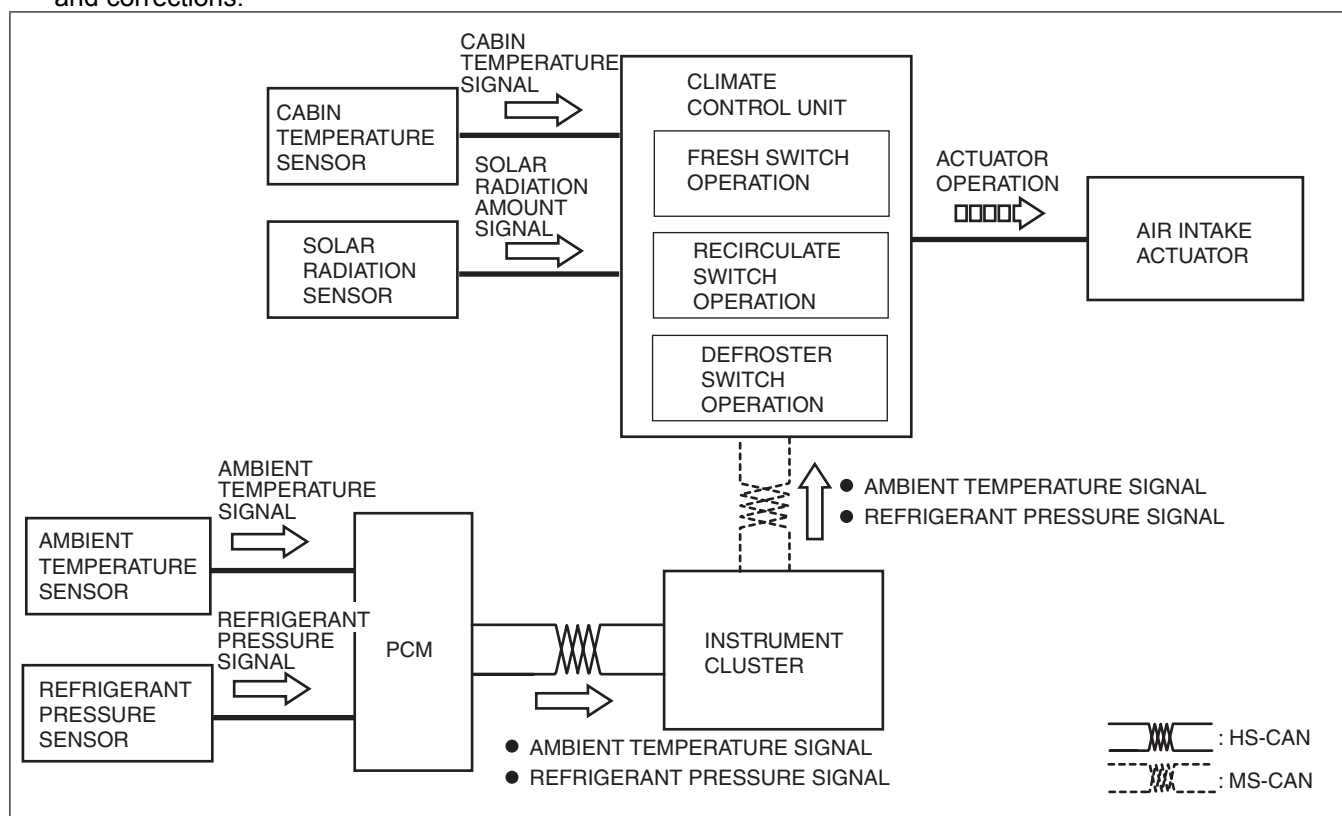 and corrections.
CABIN
TEMPERATURE
SIGNAL
CABIN
TEMPERATURE
SENSOR
SOLAR
RADIATION
AMOUNT
SIGNAL
SOLAR
RADIATION
SENSOR
CLIMATE
CONTROL UNIT
FRESH SWITCH
OPERATION
RECIRCULATE
SWITCH
OPERATION
DEFROSTER
SWITCH
OPERATION
ACTUATOR
OPERATION
AIR INTAKE
ACTUATOR
AMBIENT
TEMPERATURE
SIGNAL
AMBIENT
TEMPERATURE
SENSOR
REFRIGERANT
PRESSURE
SIGNAL
REFRIGERANT
PRESSURE
SENSOR
PCM
● AMBIENT TEMPERATURE SIGNAL
● REFRIGERANT PRESSURE SIGNAL
INSTRUMENT
CLUSTER
● AMBIENT TEMPERATURE SIGNAL
● REFRIGERANT PRESSURE SIGNAL
: HS-CAN
: MS-CAN